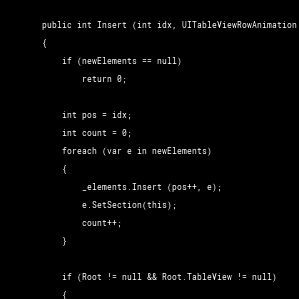 public int Insert (int idx, UITableViewRowAnimation
{
if (newElements == null)
return 0;
int pos = idx;
int count = 0;
foreach (var e in newElements)
{
_elements.Insert (pos++, e);
e.SetSection(this);
count++;
}
if (Root != null && Root.TableView != null)
{